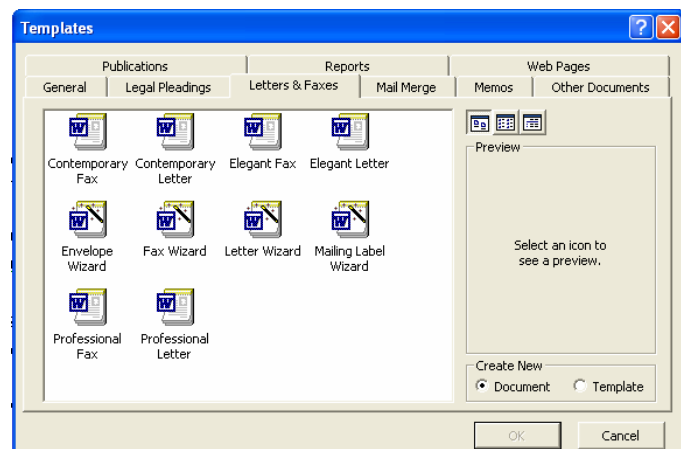 Templates
Publications Reports Web Pages
General Legal Pleadings Letters & Faxes Mail Merge Memos Other Documents
Contemporary Fax Contemporary Letter Elegant Fax Elegant Letter
Preview
Envelope Wizard Fax Wizard Letter Wizard Mailing Label Wizard
Select an icon to
see a preview.
Professional Fax Professional Letter
Create New
Document Template
OK Cancel